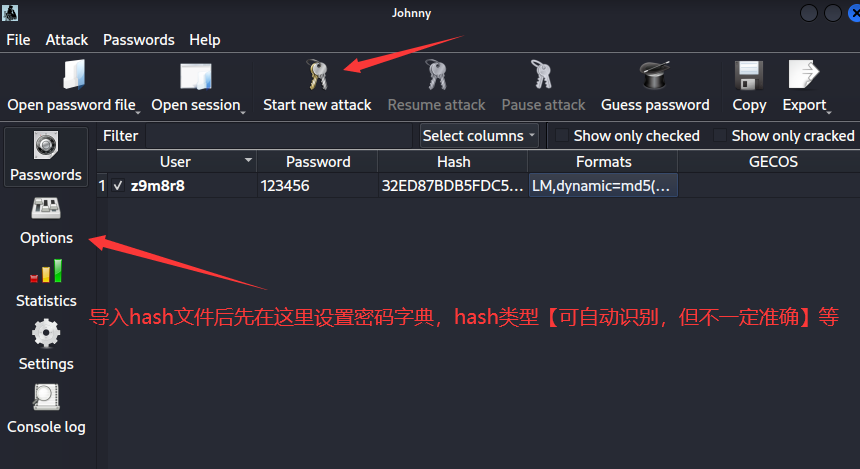 Johnny
File Attack Passwords Help
Open password file Open session Start new attack Resume attack Pause attack Guess password Copy Export
Filter Select columns Show only checked Show only cracked
Passwords
User Password Hash Formats GECOS
1 z9m8r8 123456 32ED87BDB5FDC5... LM,dynamic=md5(...
Options
Statistics
导入hash文件后先在这里设置密码字典，hash类型【可自动识别，但不一定准确】等
Settings
Console log